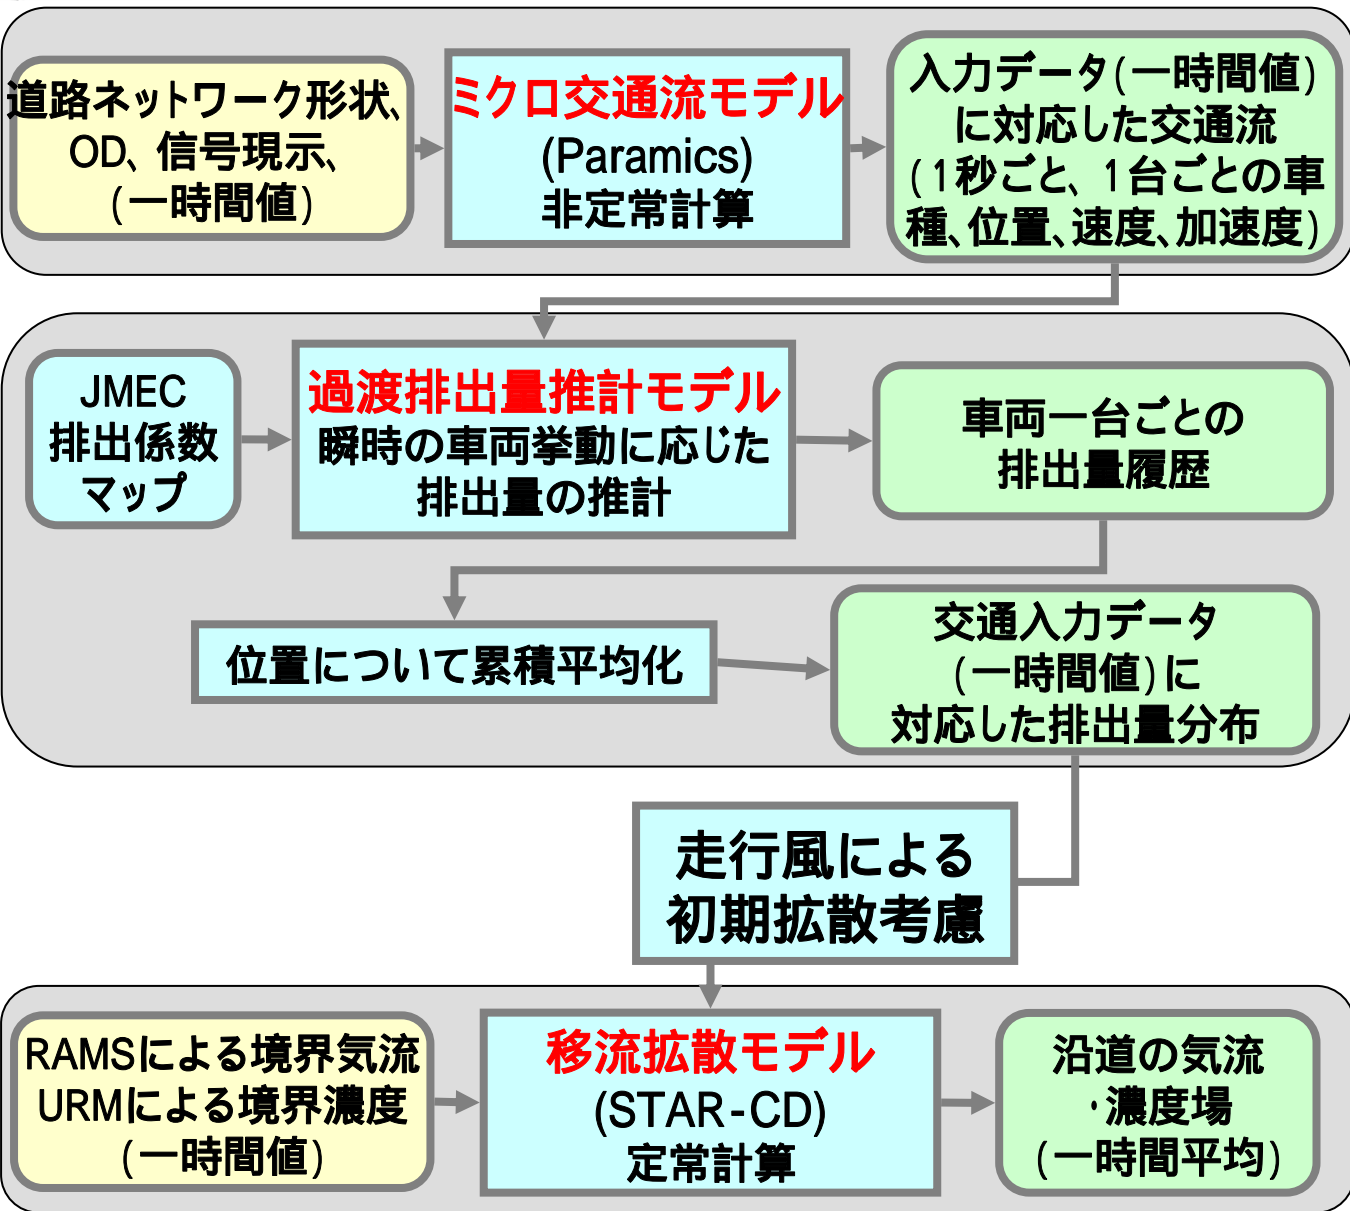 道路ネットワーク形状、
OD、信号現示、
(一時間値)
ミクロ交通流モデル
(Paramics)
非定常計算
入力データ(一時間値)
に対応した交通流
(1秒ごと、1台ごとの車
種、位置、速度、加速度)
JMEC
排出係数
マップ
過渡排出量推計モデル
瞬時の車両挙動に応じた
排出量の推計
車両一台ごとの
排出量履歴
位置について累積平均化
交通入力データ
(一時間値)に
対応した排出量分布
走行風による
初期拡散考慮
RAMSによる境界気流
URMによる境界濃度
(一時間値)
移流拡散モデル
(STAR-CD)
定常計算
沿道の気流
・濃度場
(一時間平均)